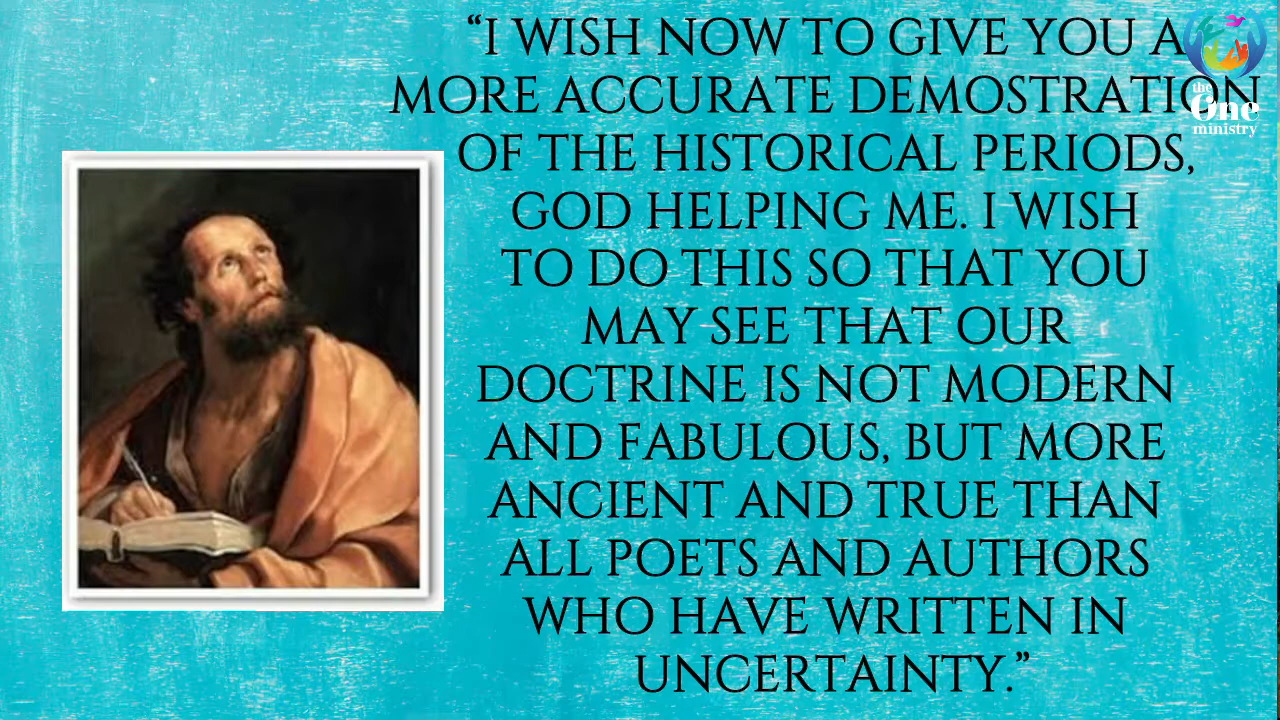 “I WISH NOW TO GIVE YOU A
MORE ACCURATE DEMOSTRATION
OF THE HISTORICAL PERIODS,
GOD HELPING ME. I WISH
TO DO THIS SO THAT YOU
MAY SEE THAT OUR
DOCTRINE IS NOT MODERN
AND FABULOUS, BUT MORE
ANCIENT AND TRUE THAN
ALL POETS AND AUTHORS
WHO HAVE WRITTEN IN
UNCERTAINTY.”
the
One
ministry